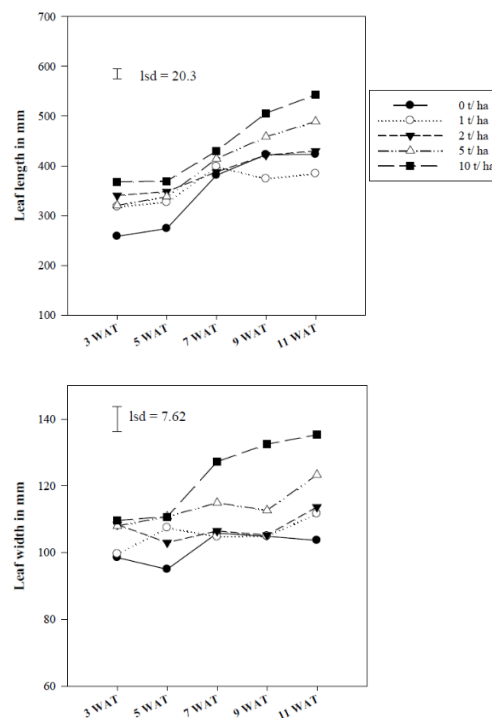 700
600
500
400
300
200
100
Leaf length in mm
lsd = 20.3
3 WAT
5 WAT
7 WAT
9 WAT
11 WAT
0 t/ ha
1 t/ ha
2 t/ ha
5 t/ ha
10 t/ ha
140
120
100
80
60
Leaf width in mm
lsd = 7.62
3 WAT
5 WAT
7 WAT
9 WAT
11 WAT